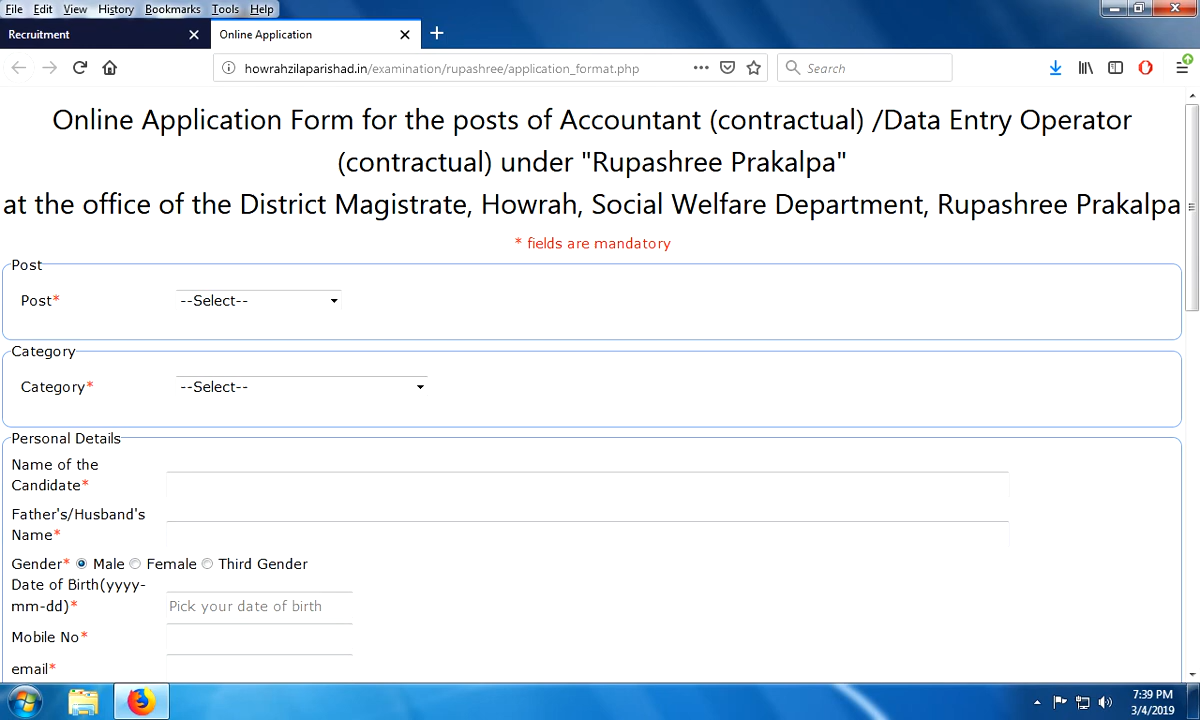 File Edit View History Bookmarks Tools Help
Recruitment
Online Application
howrahzilaparishad.in/examination/rupashree/application_format.php
Search
Online Application Form for the posts of Accountant (contractual) /Data Entry Operator
(contractual) under "Rupashree Prakalpa"
at the office of the District Magistrate, Howrah, Social Welfare Department, Rupashree Prakalpa
* fields are mandatory
Post
Post* --Select--
Category
Category* --Select--
Personal Details
Name of the
Candidate*
Father's/Husband's
Name*
Gender* Male Female Third Gender
Date of Birth(yyyy-
mm-dd)* Pick your date of birth
Mobile No*
email*
7:39 PM
3/4/2019